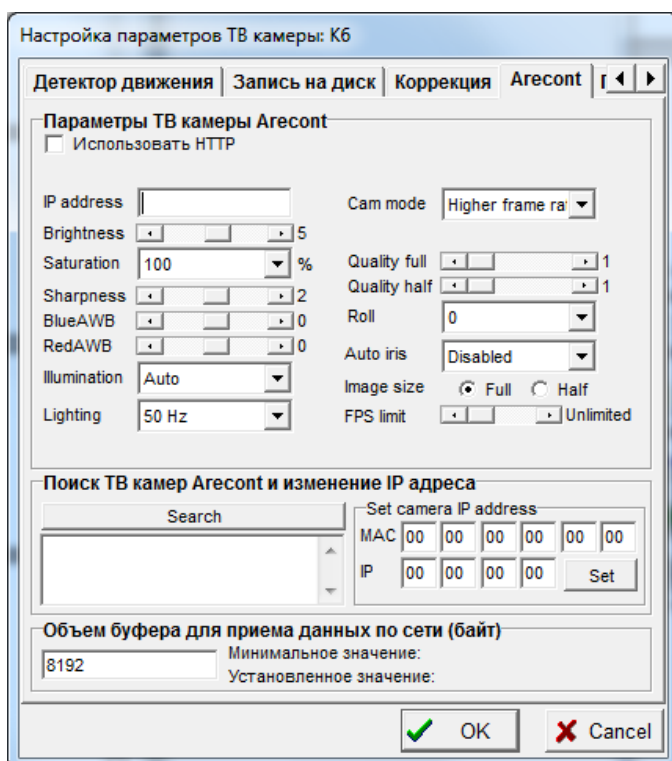 Настройка параметров ТВ камеры: K6
Детектор движения Запись на диск Коррекция Arecont
Параметры ТВ камеры Arecont
Использовать HTTP
IP address
Cam mode Higher frame ra
Brightness 5
Saturation 100 %
Quality full 1
Sharpness 2
Quality half 1
BlueAWB 0
Roll 0
RedAWB 0
Auto iris Disabled
Illumination Auto
Image size Full Half
Lighting 50 Hz
FPS limit Unlimited
Поиск ТВ камер Arecont и изменение IP адреса
Search
Set camera IP address
MAC 00 00 00 00 00 00
IP 00 00 00 00 Set
Объем буфера для приема данных по сети (байт)
8192
Минимальное значение:
Установленное значение:
OK Cancel